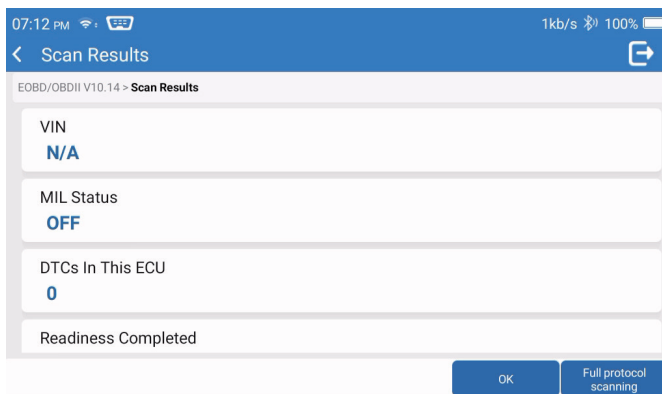 07:12 PM
1kb/s 100%
Scan Results
EOBD/OBDII V10.14 > Scan Results
VIN
N/A
MIL Status
OFF
DTCs In This ECU
0
Readiness Completed
OK
Full protocol
scanning